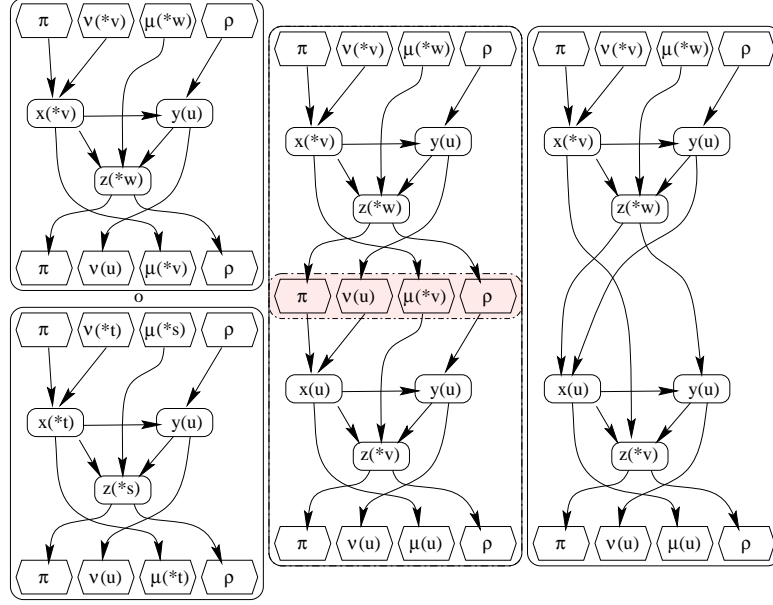 π ν(*v) μ(*w) ρ
x(*v) y(u)
z(*w)
π ν(u) μ(*v) ρ
o
π ν(*t) μ(*s) ρ
x(*t) y(u)
z(*s)
π ν(u) μ(*t) ρ
π ν(*v) μ(*w) ρ
x(*v) y(u)
z(*w)
π ν(u) μ(*v) ρ
x(u) y(u)
z(*v)
π ν(u) μ(u) ρ
π ν(*v) μ(*w) ρ
x(*v) y(u)
z(*w)
x(u) y(u)
z(*v)
π ν(u) μ(u) ρ